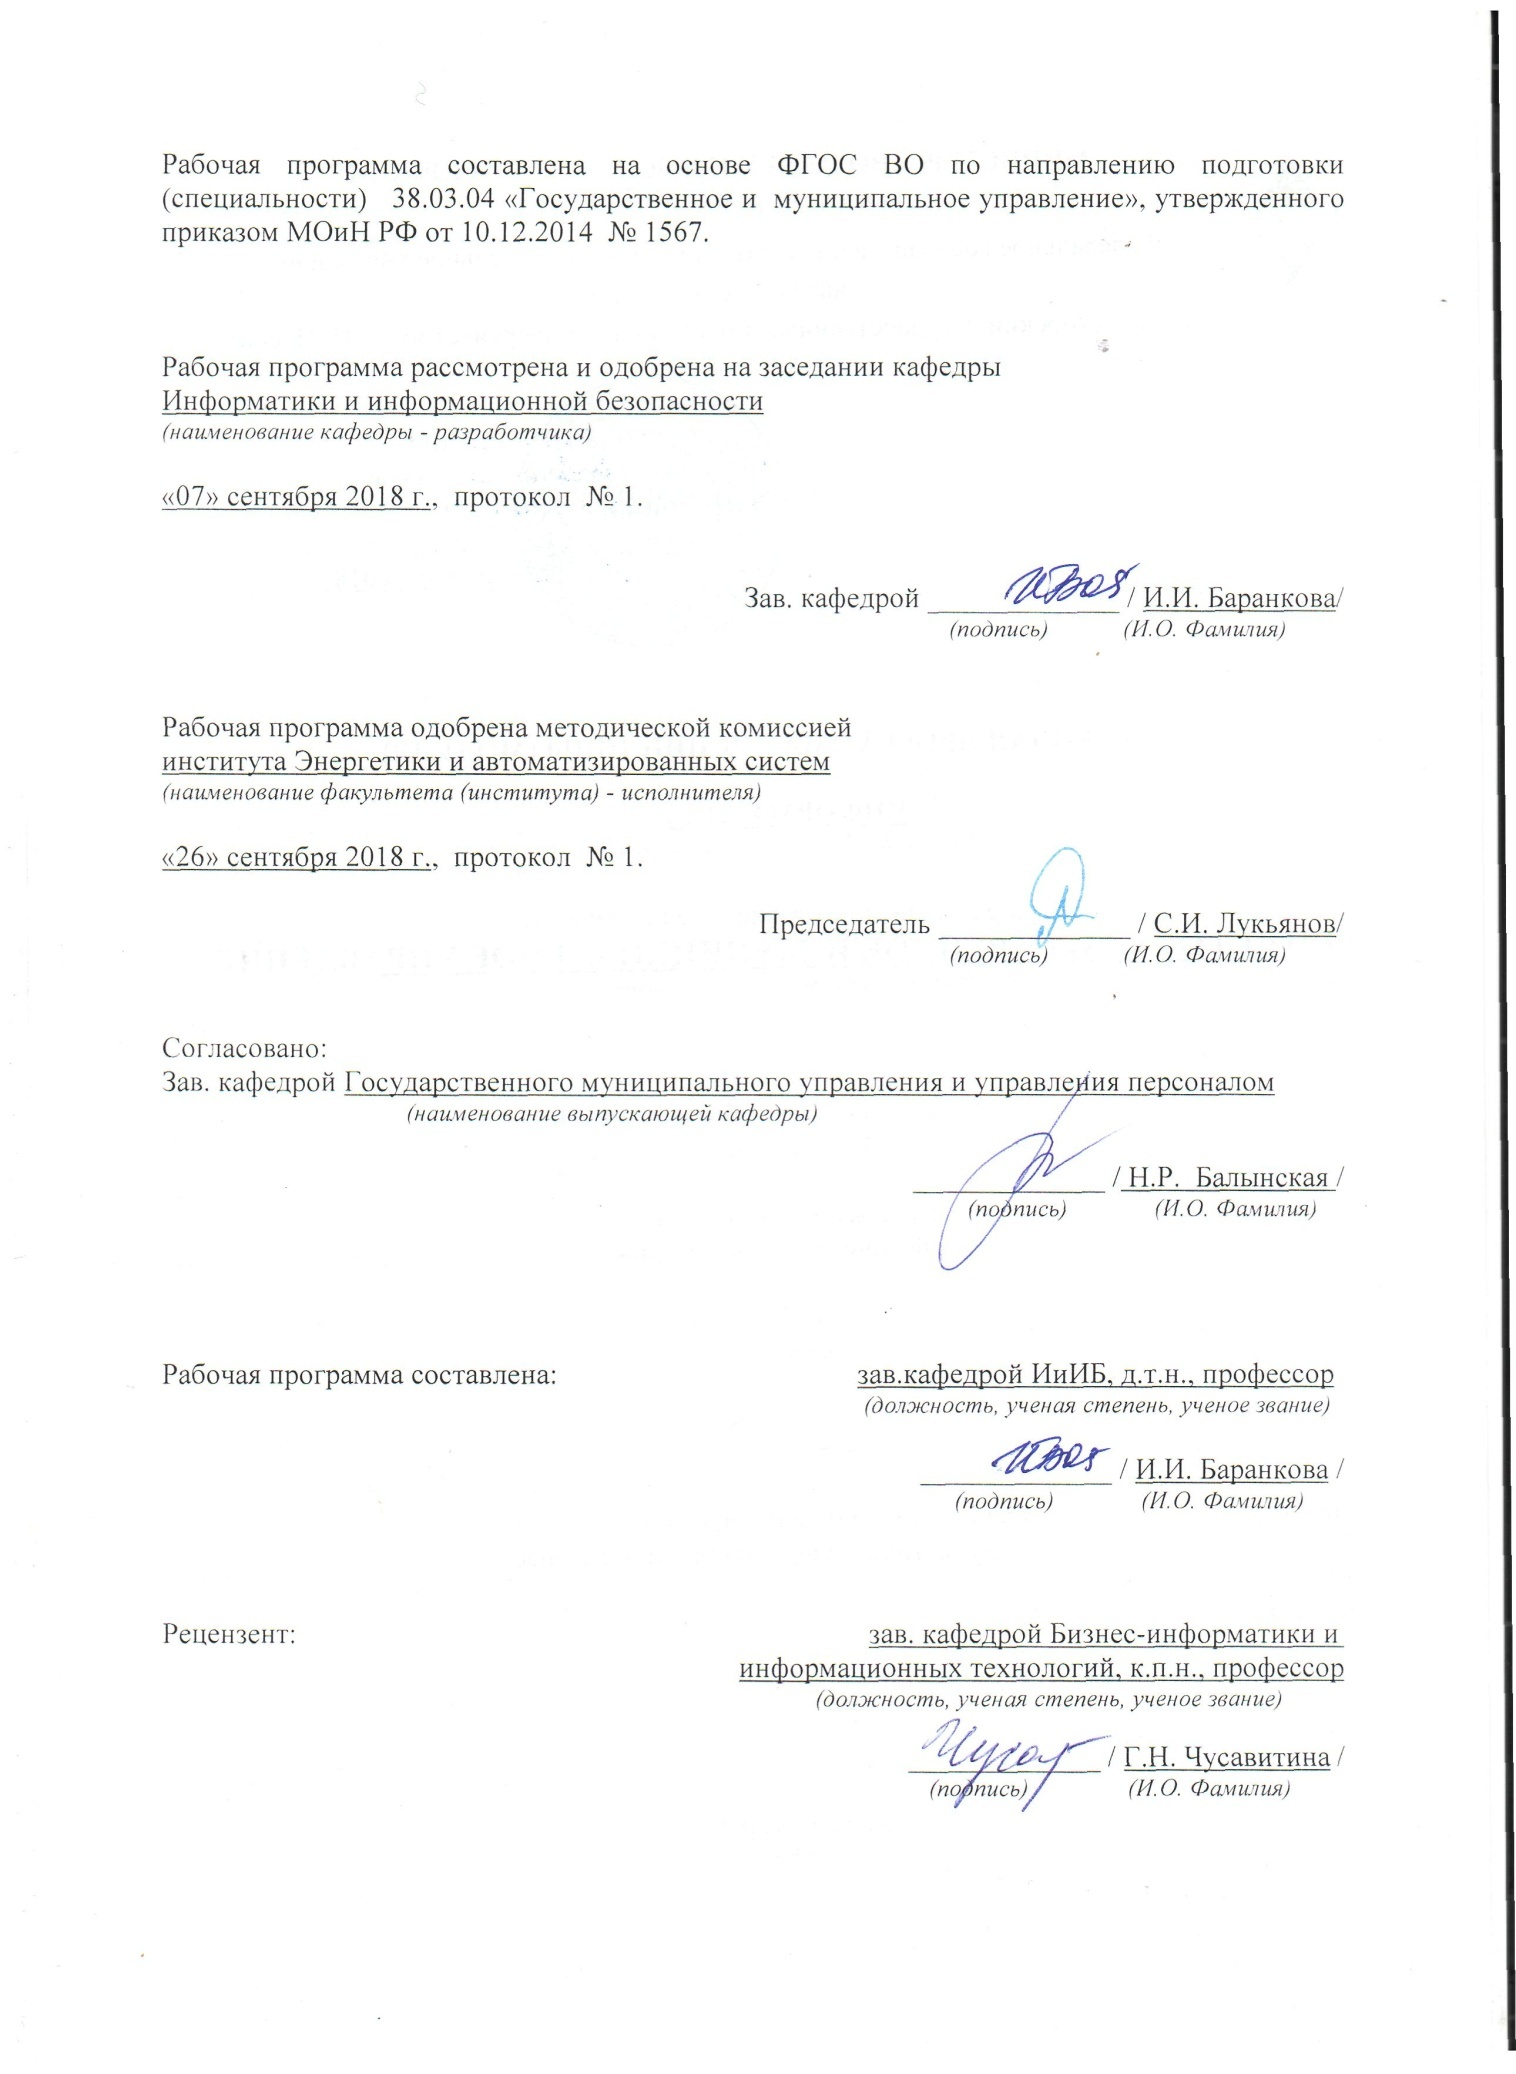 Рабочая программа составлена на основе ФГОС ВО по направлению подготовки
(специальности) 38.03.04 «Государственное и муниципальное управление», утвержденного
приказом МОиН РФ от 10.12.2014 № 1567.
Рабочая программа рассмотрена и одобрена на заседании кафедры
Информатики и информационной безопасности
(наименование кафедры - разработчика)
«07» сентября 2018 г., протокол № 1.
Зав. кафедрой ______________ / И.И. Баранкова/
(подпись) (И.О. Фамилия)
Рабочая программа одобрена методической комиссией
института Энергетики и автоматизированных систем
(наименование факультета (института) - исполнителя)
«26» сентября 2018 г., протокол № 1.
Председатель ______________ / С.И. Лукьянов/
(подпись) (И.О. Фамилия)
Согласовано:
Зав. кафедрой Государственного муниципального управления и управления персоналом
(наименование выпускающей кафедры)
______________ / Н.Р. Балынская /
(подпись) (И.О. Фамилия)
Рабочая программа составлена: зав.кафедрой ИиИБ, д.т.н., профессор
(должность, ученая степень, ученое звание)
______________ / И.И. Баранкова /
(подпись) (И.О. Фамилия)
Рецензент: зав. кафедрой Бизнес-информатики и
информационных технологий, к.п.н., профессор
(должность, ученая степень, ученое звание)
______________ / Г.Н. Чусавитина /
(подпись) (И.О. Фамилия)